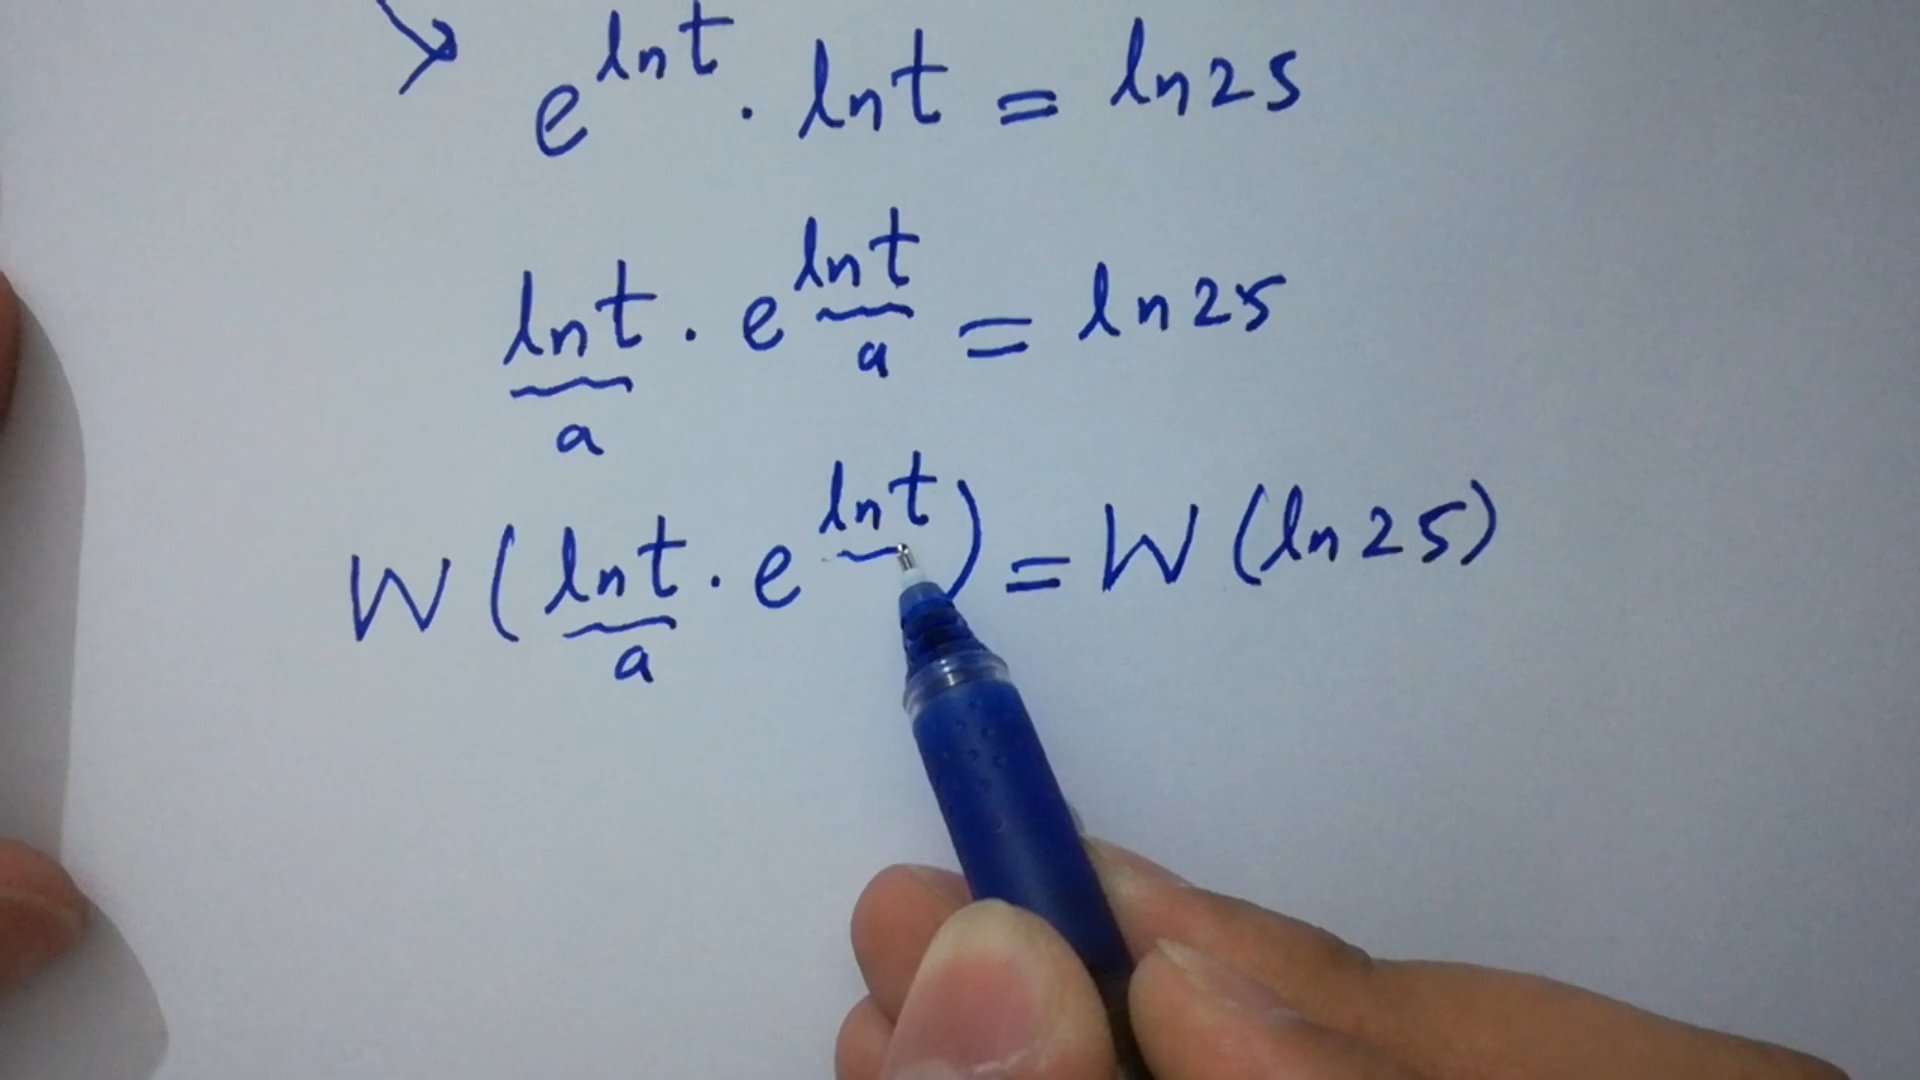 e^{ln t} . ln t = ln 25
ln t . e^{ln t} = ln 25
a a
W ( ln t . e^{ln t} ) = W ( ln 25 )
a